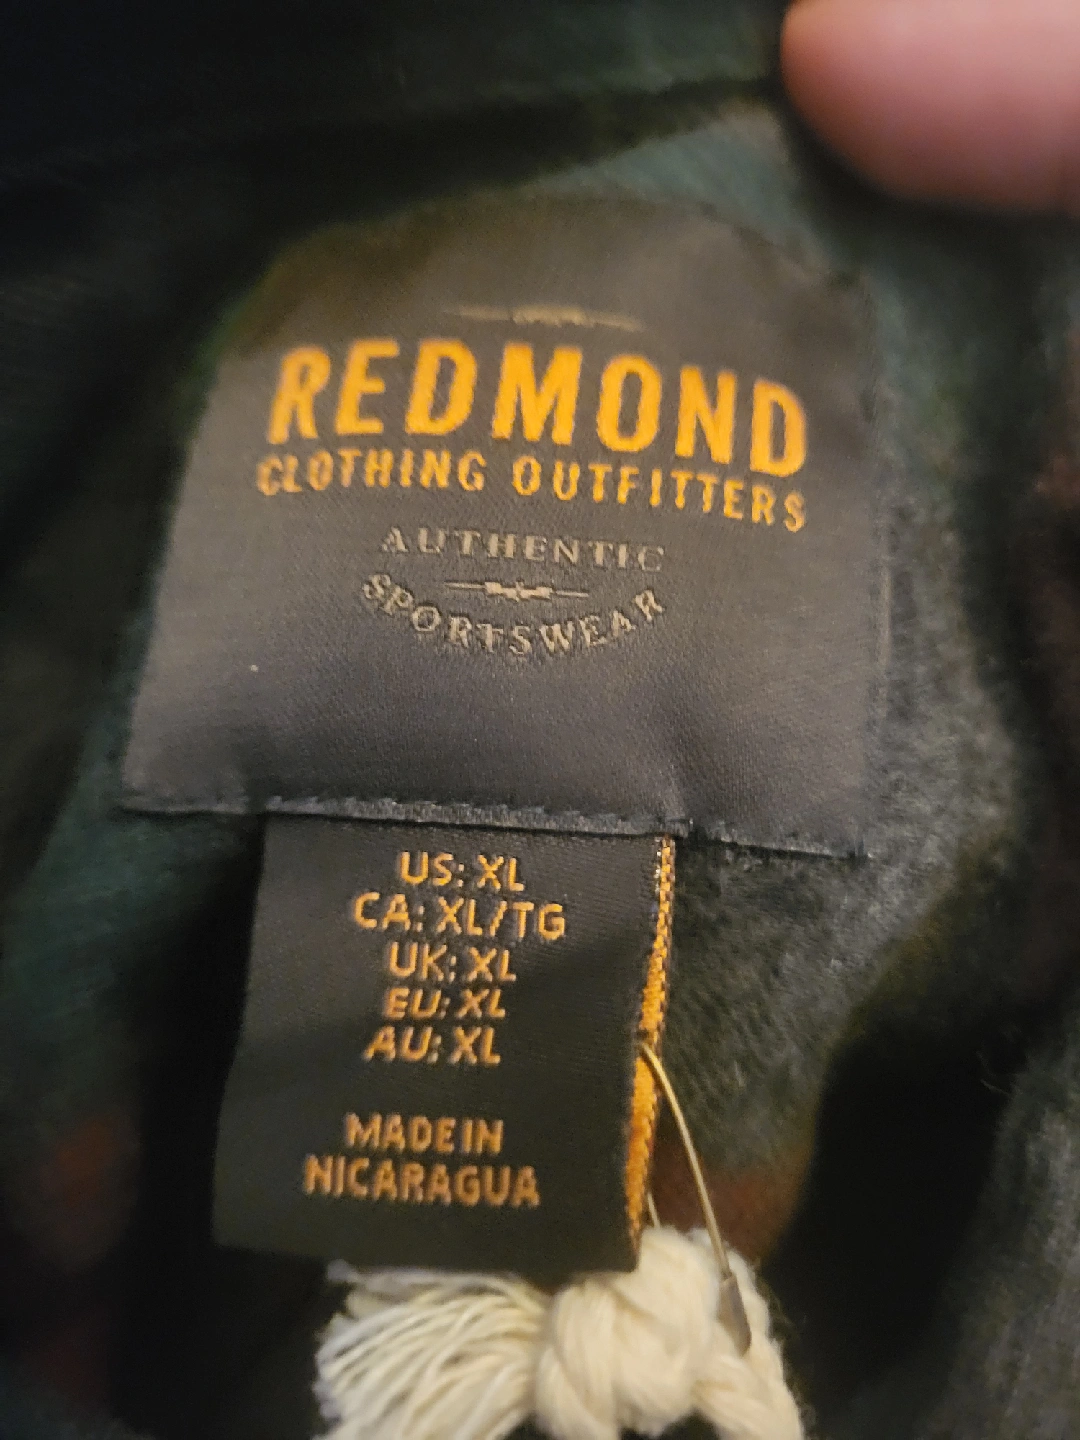 REDMOND
CLOTHING OUTFITTERS
AUTHENTIC
SPORTSWEAR
US: XL
CA: XL/TG
UK: XL
EU: XL
AU: XL
MADE IN
NICARAGUA